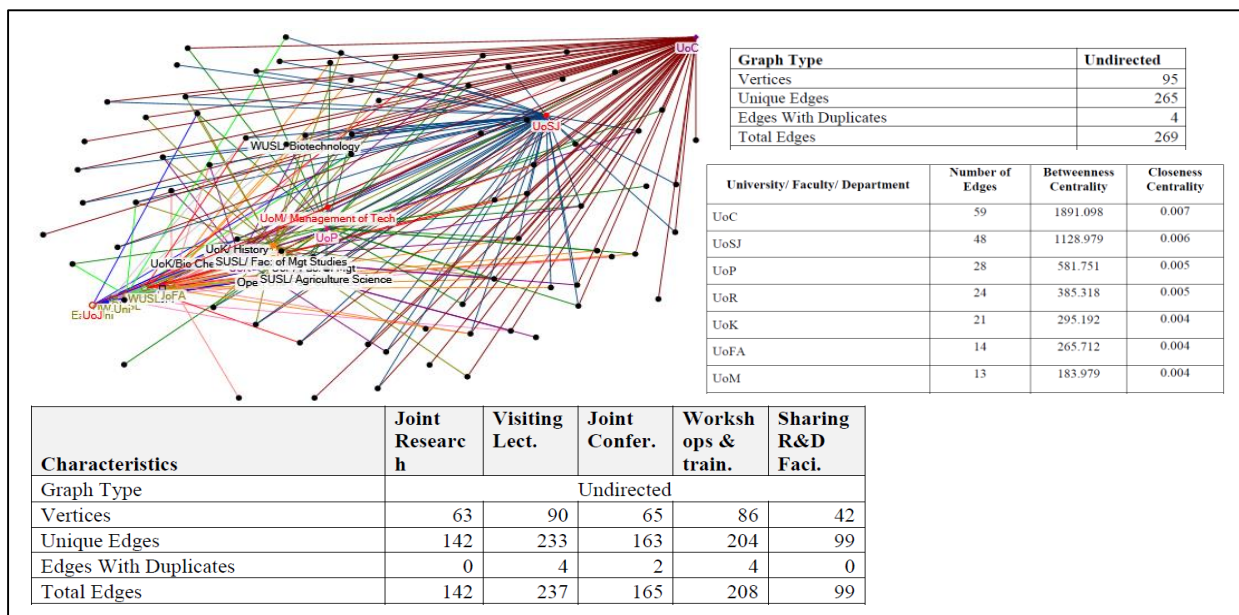 UoC
UoSJ
WUSL/ Biotechnology
UoM/ Management of Tech
UoP
UoK/ History
SUSL/ Fac. of Mgt Studies
UoK/Bio Che
SUSL/ Agriculture Science
Ope
WUSL
UoFA
UoJ
Graph Type Undirected
Vertices 95
Unique Edges 265
Edges With Duplicates 4
Total Edges 269
University/ Faculty/ Department Number of Edges Betweenness Centrality Closeness Centrality
UoC 59 1891.098 0.007
UoSJ 48 1128.979 0.006
UoP 28 581.751 0.005
UoR 24 385.318 0.005
UoK 21 295.192 0.004
UoFA 14 265.712 0.004
UoM 13 183.979 0.004
Characteristics Joint Researc h Visiting Lect. Joint Confer. Worksh ops & train. Sharing R&D Faci.
Graph Type Undirected
Vertices 63 90 65 86 42
Unique Edges 142 233 163 204 99
Edges With Duplicates 0 4 2 4 0
Total Edges 142 237 165 208 99